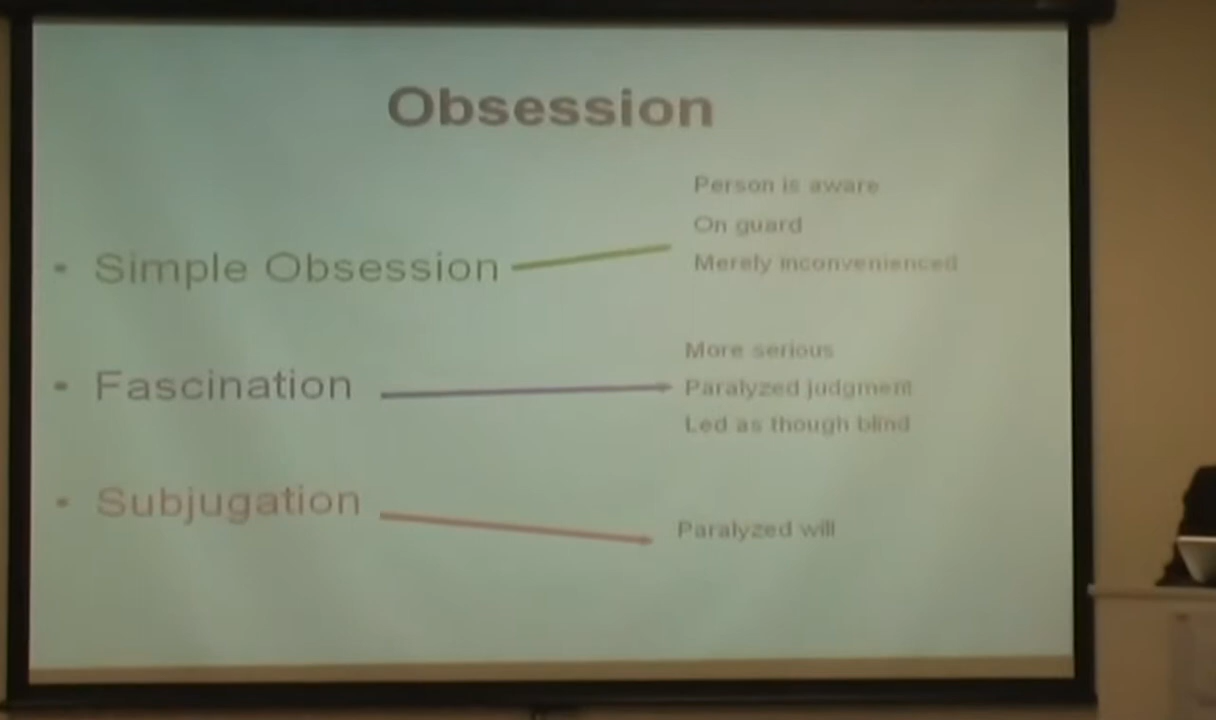 Obsession
Person is aware
On guard
• Simple Obsession
Merely inconvenienced
More serious
• Fascination
Paralyzed judgment
Led as though blind
• Subjugation
Paralyzed will